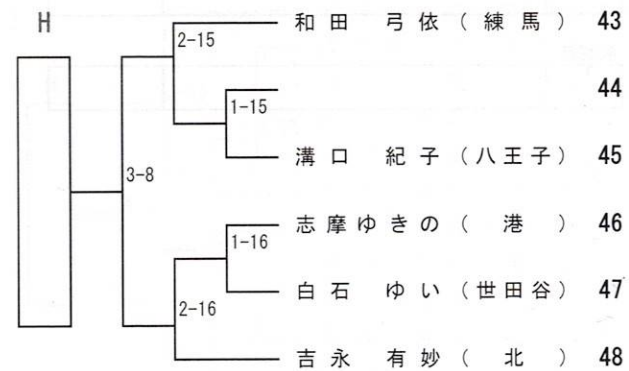 H
和田 弓依（練馬） 43
2-15
44
1-15
溝口 紀子（八王子） 45
3-8
志摩ゆきの（ 港 ） 46
1-16
白石 ゆい（世田谷） 47
2-16
吉永 有妙（ 北 ） 48